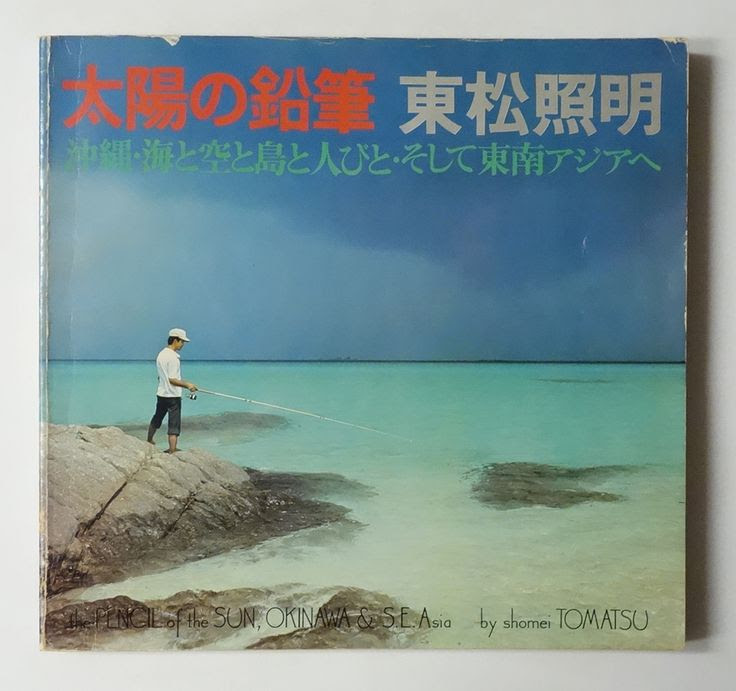 太陽の鉛筆 東松照明
沖縄・海と空と島と人びと・そして東南アジアへ
the PENCIL of the SUN, OKINAWA & S.E. Asia by shomei TOMATSU